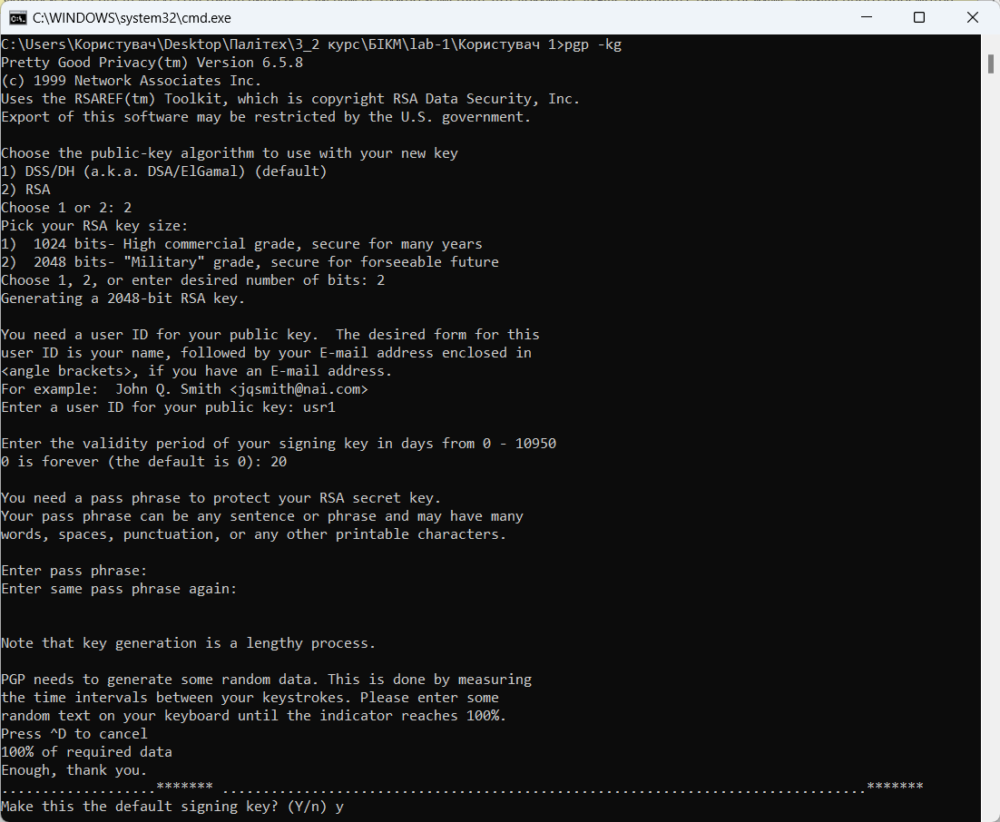 C:\WINDOWS\system32\cmd.exe
C:\Users\Користувач\Desktop\Палітєх\3_2 курс\БІКМ\lab-1\Користувач 1>pgp -kg
Pretty Good Privacy(tm) Version 6.5.8
(c) 1999 Network Associates Inc.
Uses the RSAREF(tm) Toolkit, which is copyright RSA Data Security, Inc.
Export of this software may be restricted by the U.S. government.

Choose the public-key algorithm to use with your new key
1) DSS/DH (a.k.a. DSA/ElGamal) (default)
2) RSA
Choose 1 or 2: 2
Pick your RSA key size:
1)  1024 bits- High commercial grade, secure for many years
2)  2048 bits- "Military" grade, secure for forseeable future
Choose 1, 2, or enter desired number of bits: 2
Generating a 2048-bit RSA key.

You need a user ID for your public key.  The desired form for this
user ID is your name, followed by your E-mail address enclosed in
<angle brackets>, if you have an E-mail address.
For example:  John Q. Smith <jqsmith@nai.com>
Enter a user ID for your public key: usr1

Enter the validity period of your signing key in days from 0 - 10950
0 is forever (the default is 0): 20

You need a pass phrase to protect your RSA secret key.
Your pass phrase can be any sentence or phrase and may have many
words, spaces, punctuation, or any other printable characters.

Enter pass phrase:
Enter same pass phrase again:

Note that key generation is a lengthy process.

PGP needs to generate some random data. This is done by measuring
the time intervals between your keystrokes. Please enter some
random text on your keyboard until the indicator reaches 100%.
Press ^D to cancel
100% of required data
Enough, thank you.
...................******* ...............................................................................*******
Make this the default signing key? (Y/n) y